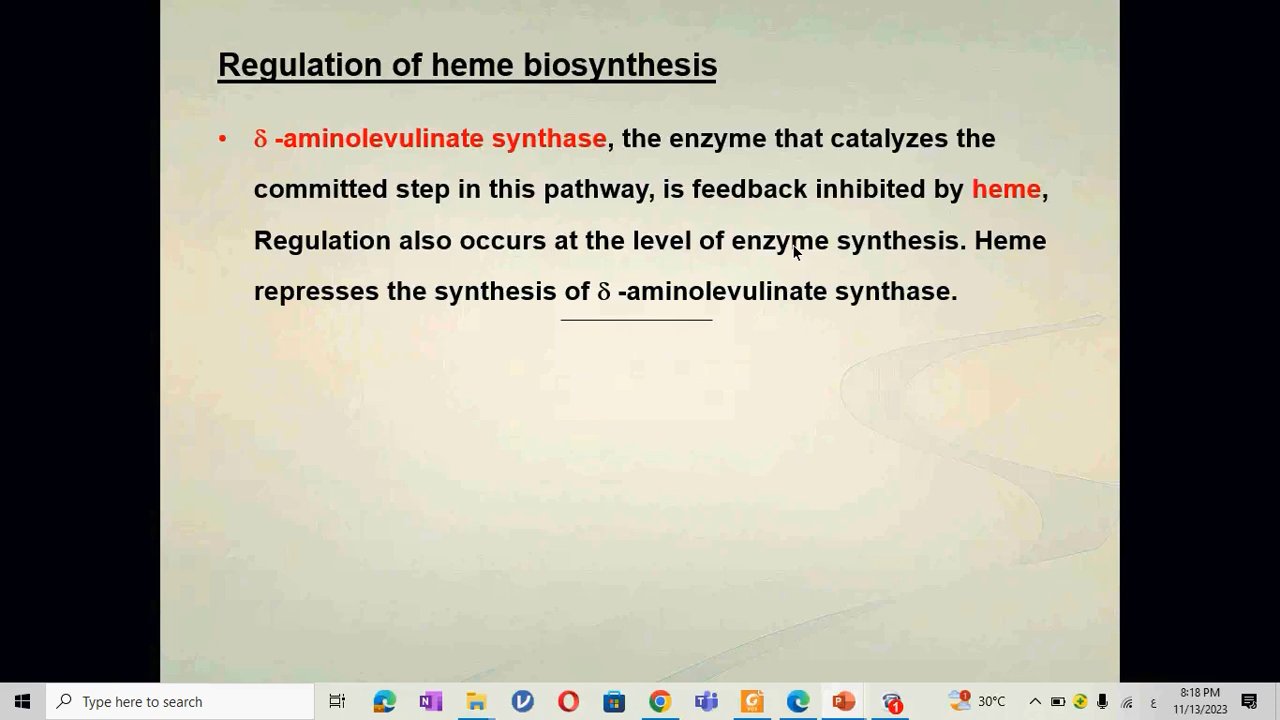 Regulation of heme biosynthesis
• δ -aminolevulinate synthase, the enzyme that catalyzes the
committed step in this pathway, is feedback inhibited by heme,
Regulation also occurs at the level of enzyme synthesis. Heme
represses the synthesis of δ -aminolevulinate synthase.
Type here to search
1
1
30°C
ع
8:18 PM
11/13/2023